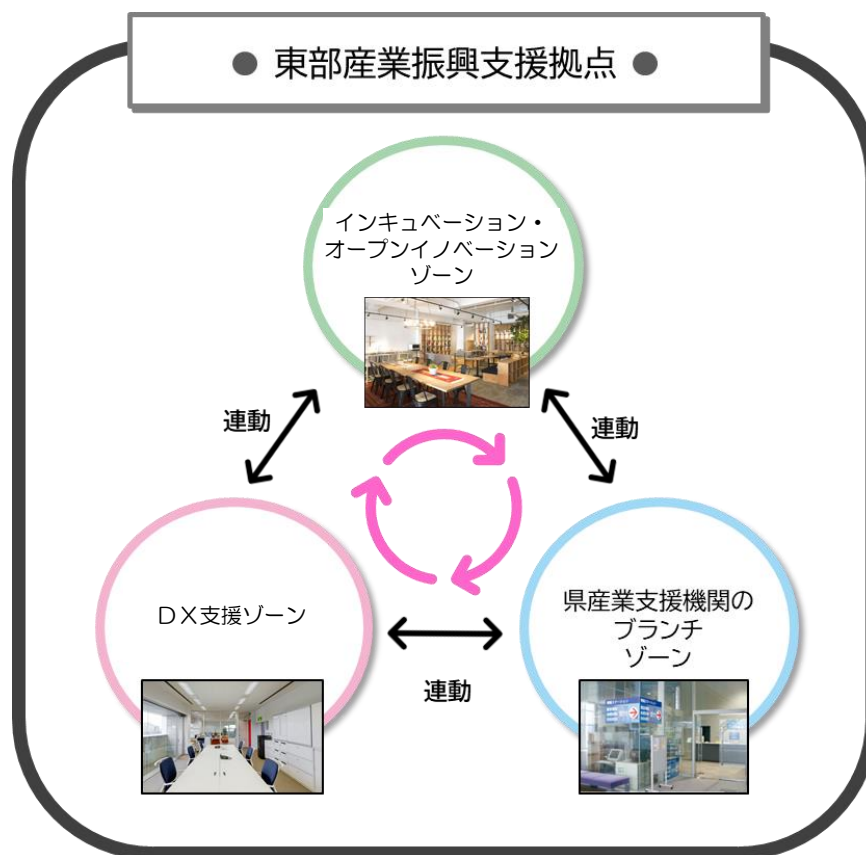 ● 東部産業振興支援拠点 ●
インキュベーション・
オープンイノベーション
ゾーン
連動
連動
DX支援ゾーン
県産業支援機関の
ブランチ
ゾーン
連動